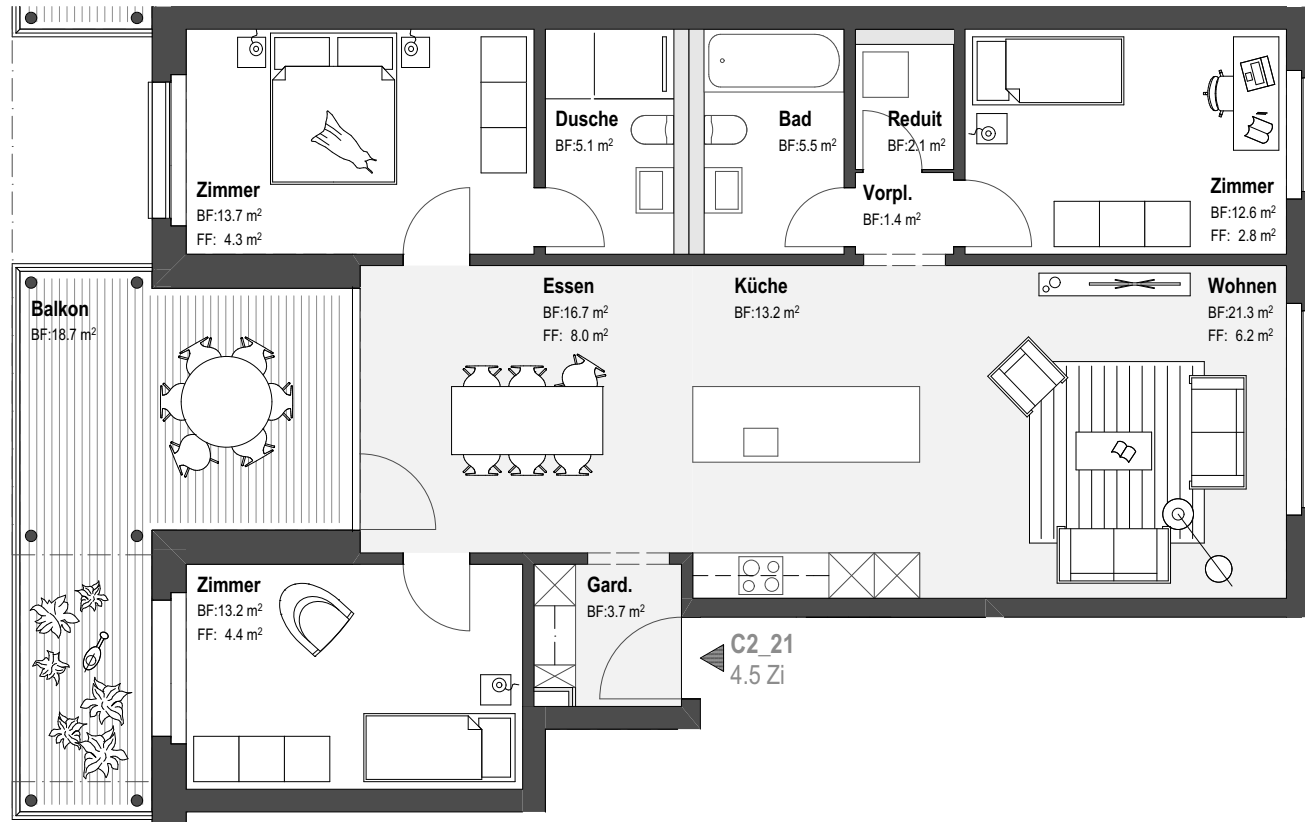 Dusche
BF:5.1 m²
Bad
BF:5.5 m²
Reduit
BF:2.1 m²
Zimmer
BF:13.7 m²
FF: 4.3 m²
Vorpl.
BF:1.4 m²
Zimmer
BF:12.6 m²
FF: 2.8 m²
Balkon
BF:18.7 m²
Essen
BF:16.7 m²
FF: 8.0 m²
Küche
BF:13.2 m²
Wohnen
BF:21.3 m²
FF: 6.2 m²
Zimmer
BF:13.2 m²
FF: 4.4 m²
Gard.
BF:3.7 m²
C2_21
4.5 Zi